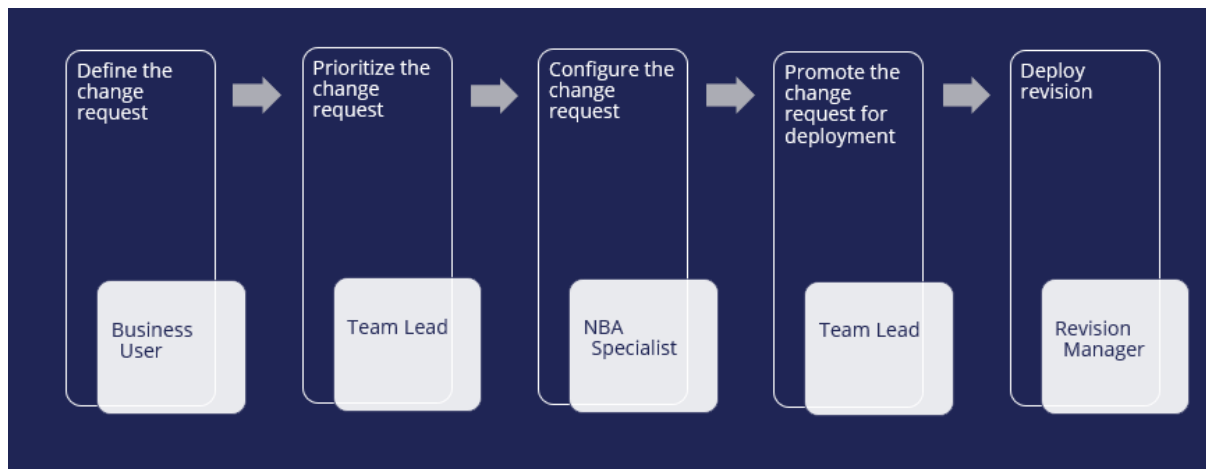 Define the
change
request
Business
User
Prioritize the
change
request
Team Lead
Configure the
change
request
NBA
Specialist
Promote the
change
request for
deployment
Team Lead
Deploy
revision
Revision
Manager